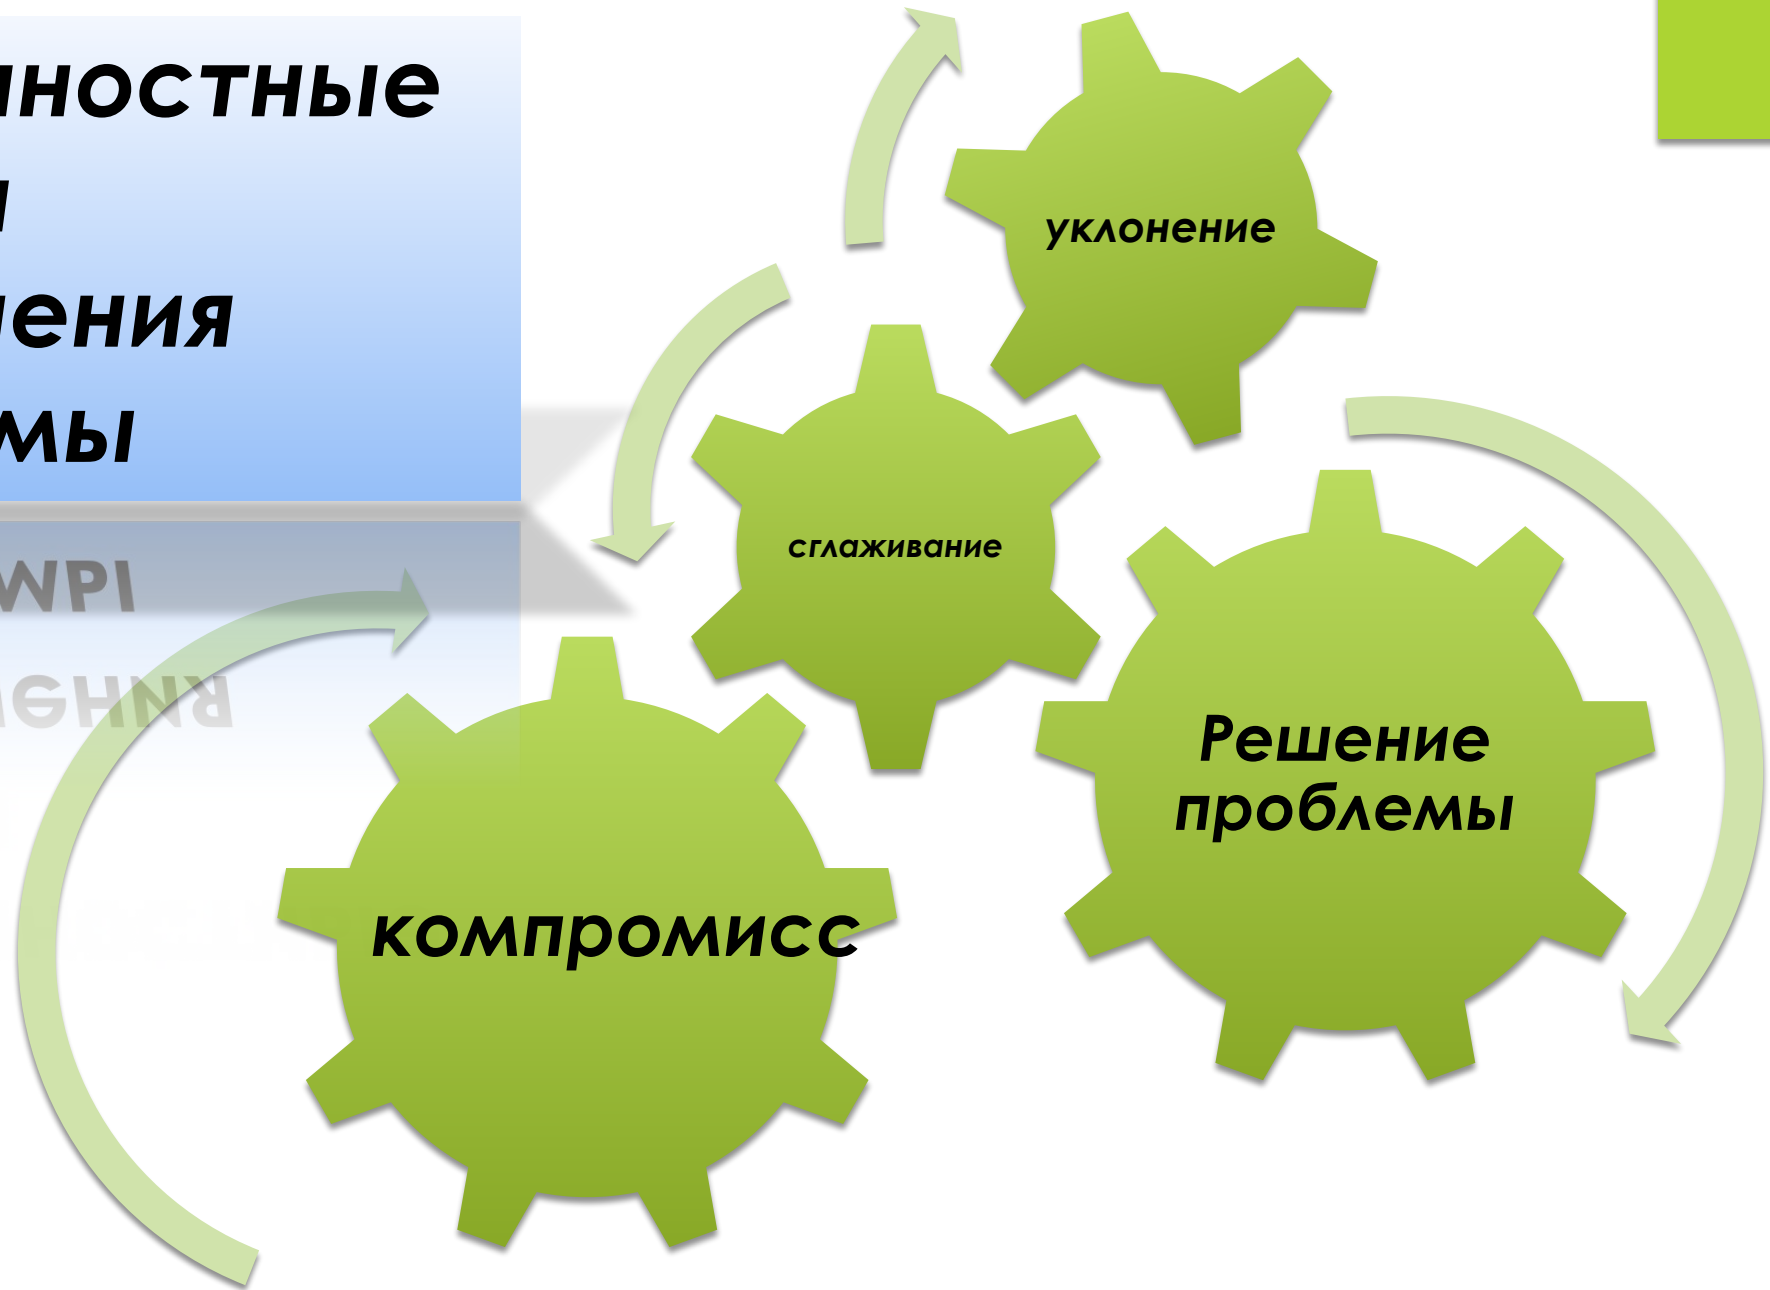 ностные
ения
мы
уклонение
сглаживание
Решение
проблемы
компромисс